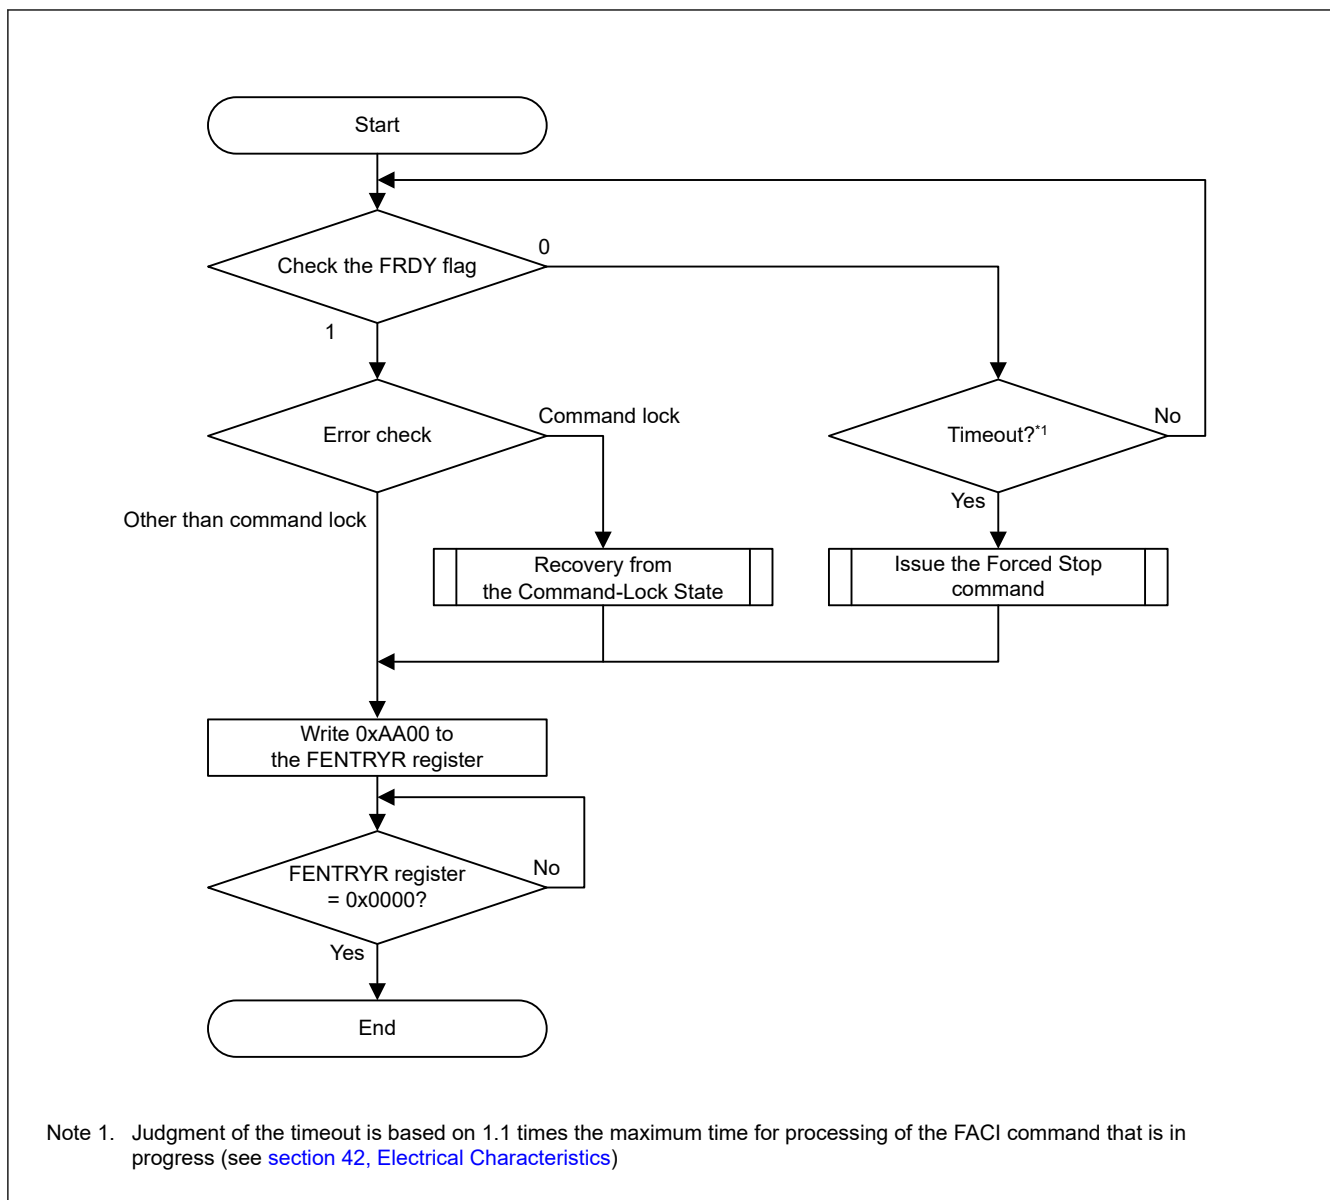 Start
Check the FRDY flag
0
1
Error check
Command lock
Timeout?*1
No
Yes
Other than command lock
Recovery from
the Command-Lock State
Issue the Forced Stop
command
Write 0xAA00 to
the FENTRYR register
FENTRYR register
= 0x0000?
No
Yes
End
Note 1. Judgment of the timeout is based on 1.1 times the maximum time for processing of the FACI command that is in
progress (see section 42, Electrical Characteristics)